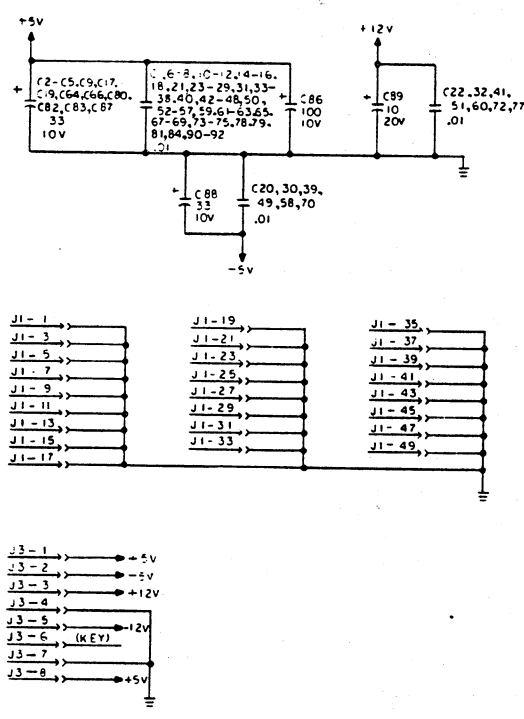 +5V
C2-C5,C9,C17,
C19,C64,C66,C80,
C82,C83,C87
33
10V
6-8,10-12,14-16,
18,21,23-29,31,33-
38-40,42-48,50,
52-57,59,61-63,65,
67-69,73-75,78-79,
81,84,90-92
.01
+
C86
100
10V
+12V
+
C89
10
20V
C22,32,41,
51,60,72,77
.01
+
C88
33
10V
C20,30,39,
49,58,70
.01
-5V
J1-1
J1-3
J1-5
J1-7
J1-9
J1-11
J1-13
J1-15
J1-17
J1-19
J1-21
J1-23
J1-25
J1-27
J1-29
J1-31
J1-33
J1-35
J1-37
J1-39
J1-41
J1-43
J1-45
J1-47
J1-49
J3-1 +5V
J3-2 -5V
J3-3 +12V
J3-4
J3-5 -12V
J3-6 (KEY)
J3-7
J3-8 +5V